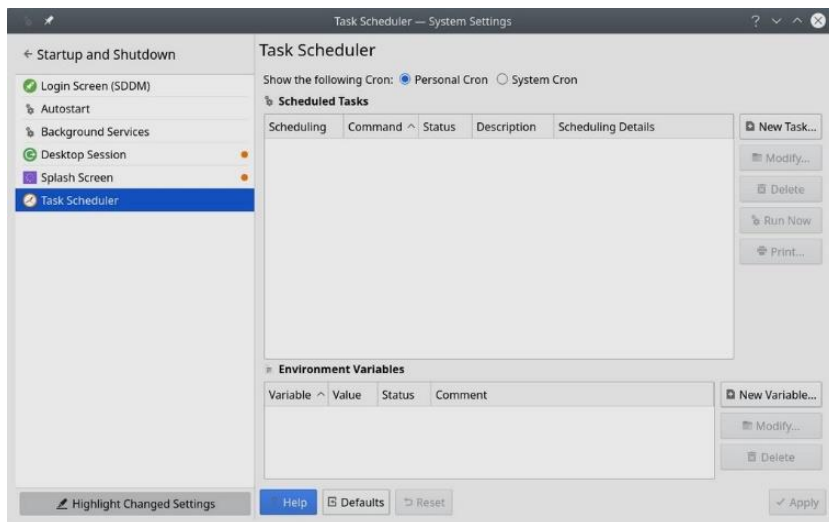 Task Scheduler — System Settings
Startup and Shutdown
Login Screen (SDDM)
Autostart
Background Services
Desktop Session
Splash Screen
Task Scheduler
Highlight Changed Settings
Task Scheduler
Show the following Cron: Personal Cron System Cron
Scheduled Tasks
Scheduling Command Status Description Scheduling Details
New Task...
Modify...
Delete
Run Now
Print...
Environment Variables
Variable Value Status Comment
New Variable...
Modify...
Delete
Help Defaults Reset Apply